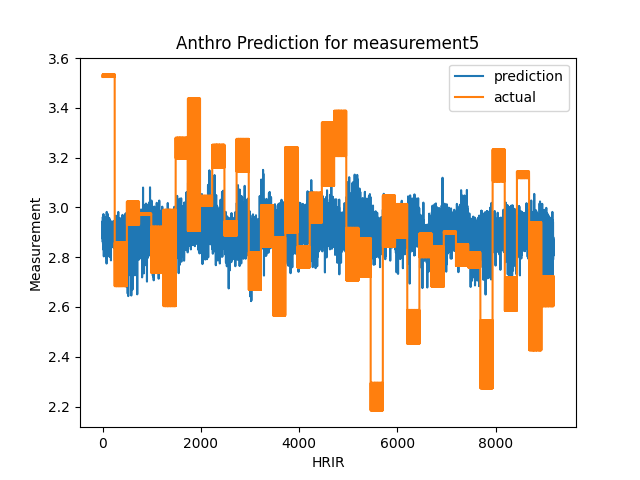 Anthro Prediction for measurement5
prediction
actual
Measurement
3.6
3.4
3.2
3.0
2.8
2.6
2.4
2.2
0
2000
4000
6000
8000
HRIR